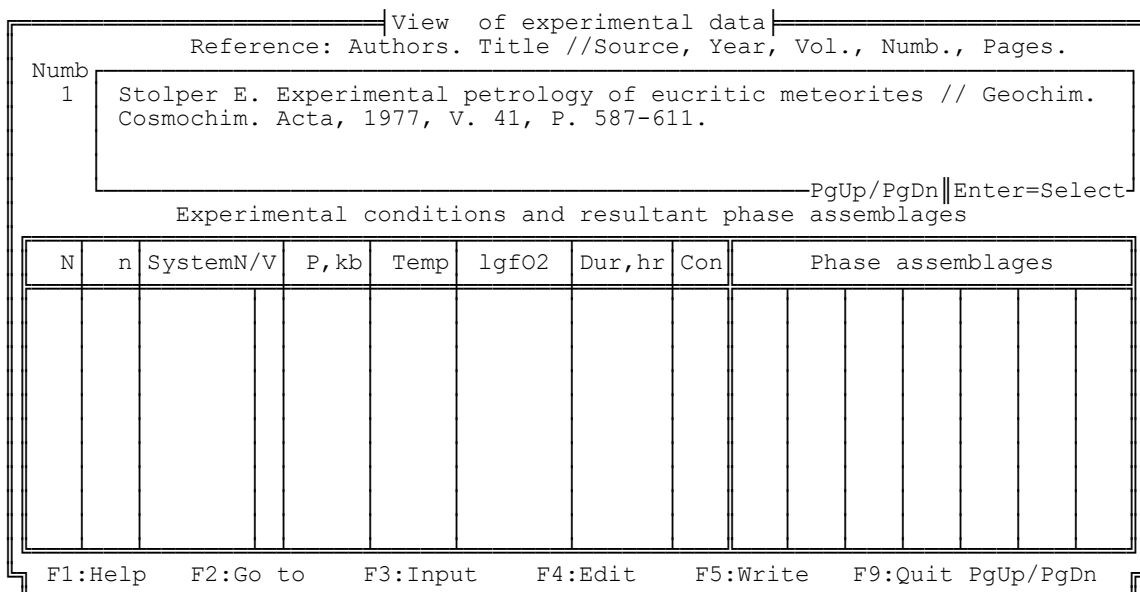 View of experimental data
Reference: Authors. Title //Source, Year, Vol., Numb., Pages.
Numb
1 Stolper E. Experimental petrology of eucritic meteorites // Geochim.
Cosmochim. Acta, 1977, V. 41, P. 587-611.
PgUp/PgDn Enter=Select
Experimental conditions and resultant phase assemblages
N n SystemN/V P,kb Temp lgfO2 Dur,hr Con Phase assemblages
F1:Help F2:Go to F3:Input F4:Edit F5:Write F9:Quit PgUp/PgDn